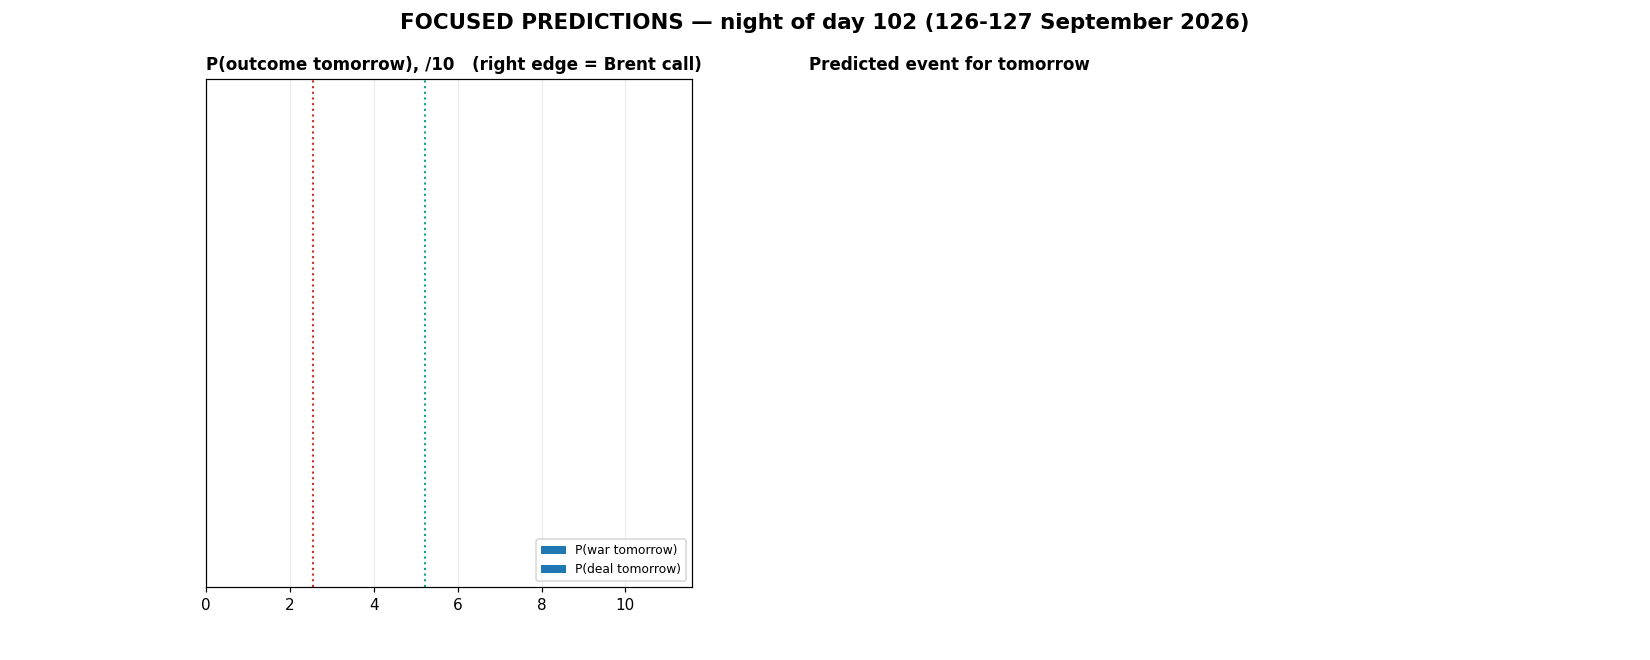 FOCUSED PREDICTIONS — night of day 102 (126-127 September 2026)
P(outcome tomorrow), /10   (right edge = Brent call)
Predicted event for tomorrow
P(war tomorrow)
P(deal tomorrow)
0 2 4 6 8 10